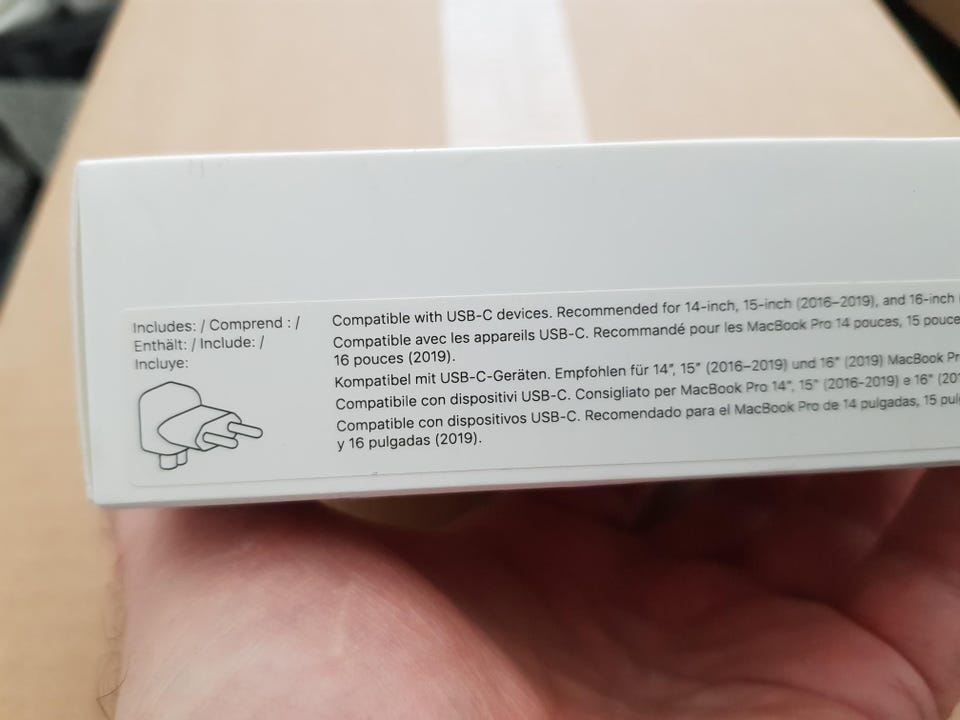 Includes: / Comprend : /
Enthält: / Include: /
Incluye:
Compatible with USB-C devices. Recommended for 14-inch, 15-inch (2016–2019), and 16-inch
Compatible avec les appareils USB-C. Recommandé pour les MacBook Pro 14 pouces, 15
16 pouces (2019).
Kompatibel mit USB-C-Geräten. Empfohlen für 14″, 15″ (2016–2019) und 16″ (2019) MacBook
Compatibile con dispositivi USB-C. Consigliato per MacBook Pro 14″, 15″ (2016-2019) e 16″
Compatible con dispositivos USB-C. Recomendado para el MacBook Pro de 14 pulgadas, 15
y 16 pulgadas (2019).